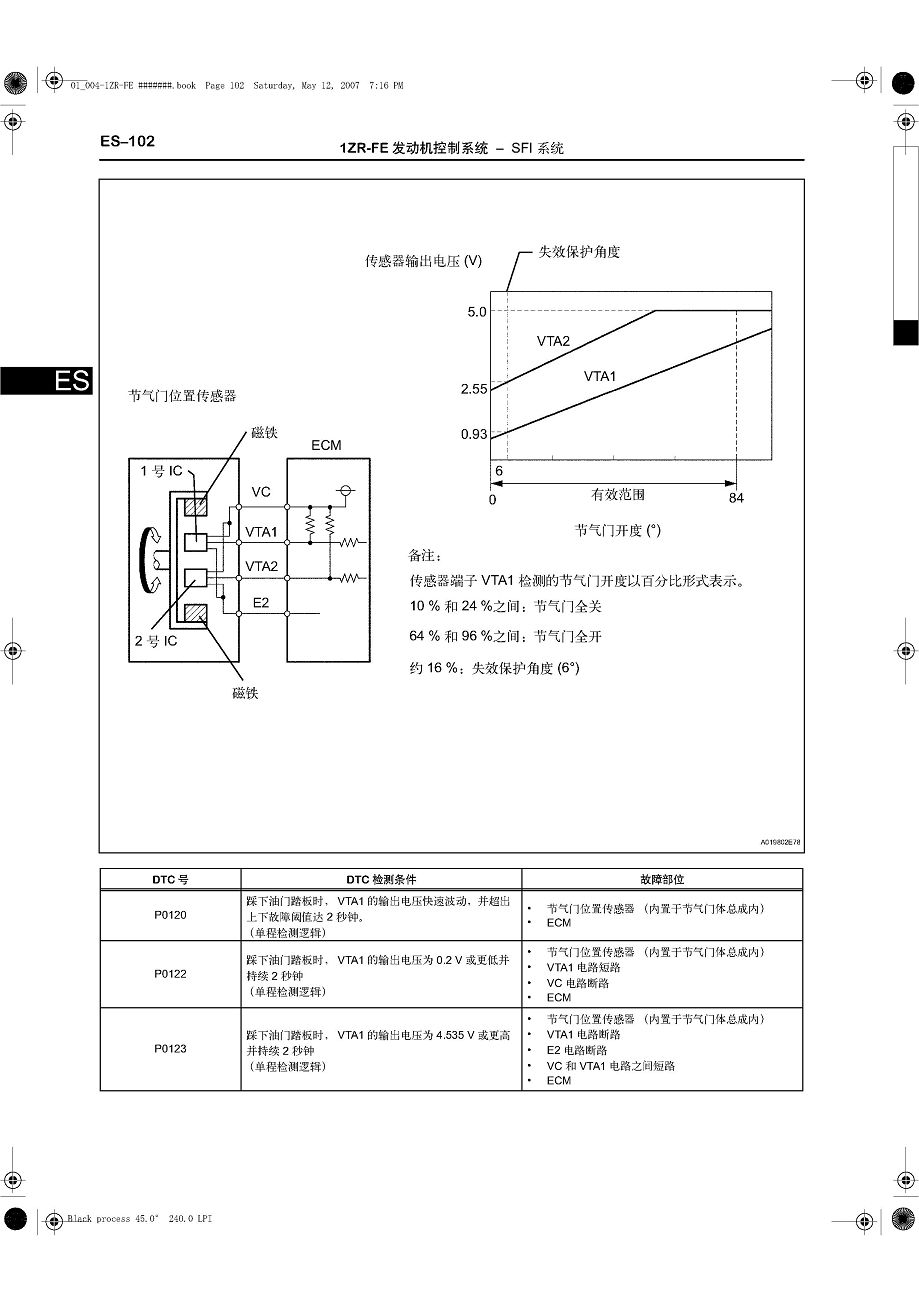 01_004-1ZR-FE #######.book Page 102 Saturday, May 12, 2007 7:16 PM
ES–102
1ZR-FE 发动机控制系统 – SFI 系统
ES
传感器输出电压 (V)
失效保护角度
5.0
VTA2
VTA1
2.55
0.93
6
0
有效范围
84
节气门开度 (°)
节气门位置传感器
磁铁
ECM
1 号 IC
VC
VTA1
VTA2
E2
2 号 IC
磁铁
备注：
传感器端子 VTA1 检测的节气门开度以百分比形式表示。
10 % 和 24 %之间：节气门全关
64 % 和 96 %之间：节气门全开
约 16 %：失效保护角度 (6°)
A019802E78
DTC 号
DTC 检测条件
故障部位
P0120
踩下油门踏板时， VTA1 的输出电压快速波动，并超出
上下故障阈值达 2 秒钟。
（单程检测逻辑）
• 节气门位置传感器 （内置于节气门体总成内）
• ECM
P0122
踩下油门踏板时， VTA1 的输出电压为 0.2 V 或更低并
持续 2 秒钟
（单程检测逻辑）
• 节气门位置传感器 （内置于节气门体总成内）
• VTA1 电路短路
• VC 电路断路
• ECM
P0123
踩下油门踏板时， VTA1 的输出电压为 4.535 V 或更高
并持续 2 秒钟
（单程检测逻辑）
• 节气门位置传感器 （内置于节气门体总成内）
• VTA1 电路断路
• E2 电路断路
• VC 和 VTA1 电路之间短路
• ECM
Black process 45.0° 240.0 LPI